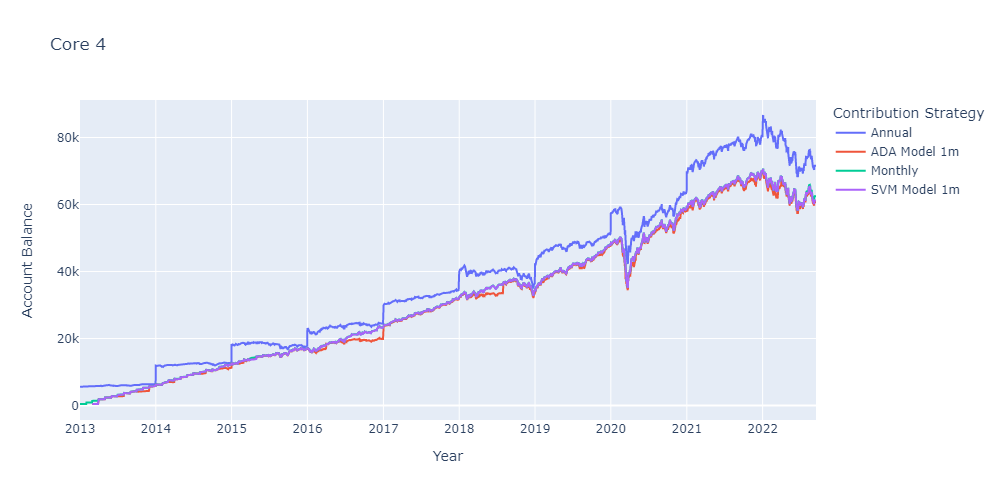 Core 4
Contribution Strategy
Annual
ADA Model 1m
Monthly
SVM Model 1m
Account Balance
80k
60k
40k
20k
0
2013 2014 2015 2016 2017 2018 2019 2020 2021 2022
Year